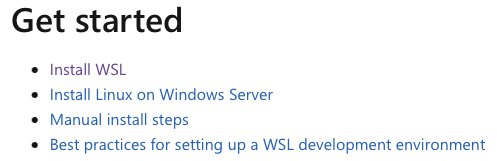 Get started
Install WSL
Install Linux on Windows Server
Manual install steps
Best practices for setting up a WSL development environment